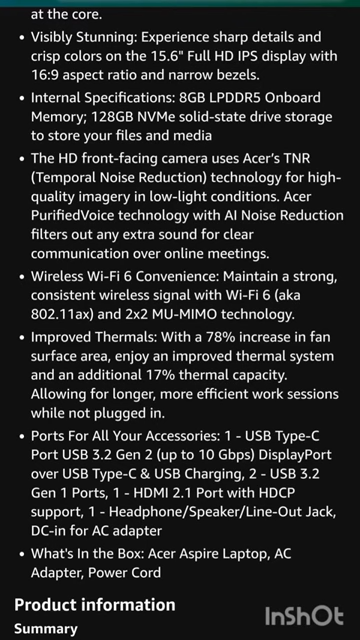 at the core.
• Visibly Stunning: Experience sharp details and
crisp colors on the 15.6" Full HD IPS display with
16:9 aspect ratio and narrow bezels.
• Internal Specifications: 8GB LPDDR5 Onboard
Memory; 128GB NVMe solid-state drive storage
to store your files and media
• The HD front-facing camera uses Acer's TNR
(Temporal Noise Reduction) technology for high-
quality imagery in low-light conditions. Acer
PurifiedVoice technology with AI Noise Reduction
filters out any extra sound for clear
communication over online meetings.
• Wireless Wi-Fi 6 Convenience: Maintain a strong,
consistent wireless signal with Wi-Fi 6 (aka
802.11ax) and 2x2 MU-MIMO technology.
• Improved Thermals: With a 78% increase in fan
surface area, enjoy an improved thermal system
and an additional 17% thermal capacity.
Allowing for longer, more efficient work sessions
while not plugged in.
• Ports For All Your Accessories: 1 - USB Type-C
Port USB 3.2 Gen 2 (up to 10 Gbps) DisplayPort
over USB Type-C & USB Charging, 2 - USB 3.2
Gen 1 Ports, 1 - HDMI 2.1 Port with HDCP
support, 1 - Headphone/Speaker/Line-Out Jack,
DC-in for AC adapter
• What's In the Box: Acer Aspire Laptop, AC
Adapter, Power Cord
Product information
Summary
InShOt